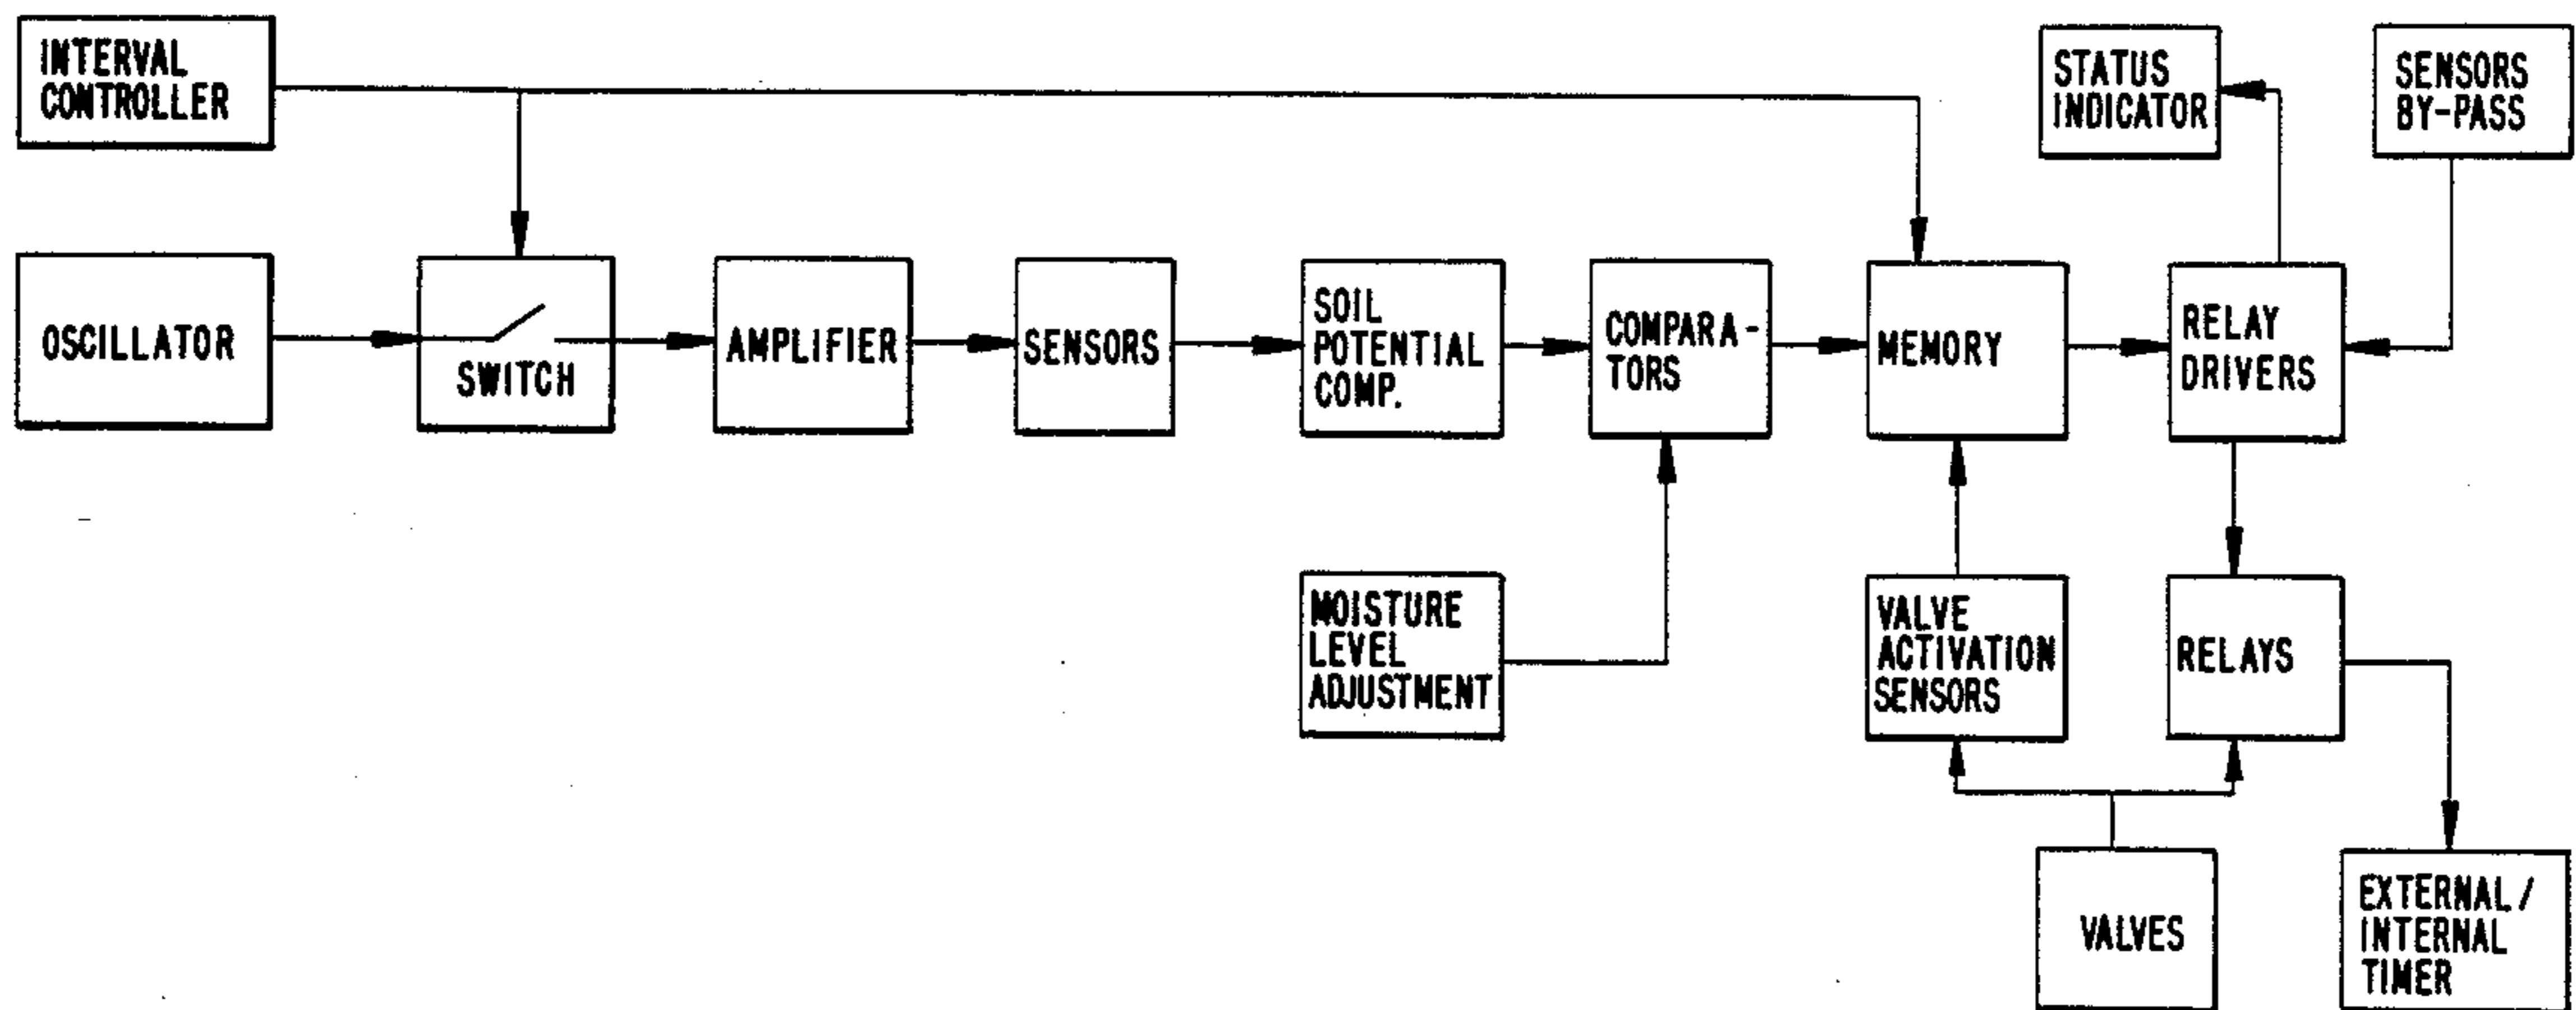 INTERVAL
CONTROLLER
STATUS
INDICATOR
SENSORS
BY-PASS
OSCILLATOR
SWITCH
AMPLIFIER
SENSORS
SOIL
POTENTIAL
COMP.
COMPARA-
TORS
MEMORY
RELAY
DRIVERS
MOISTURE
LEVEL
ADJUSTMENT
VALVE
ACTIVATION
SENSORS
RELAYS
VALVES
EXTERNAL/
INTERNAL
TIMER